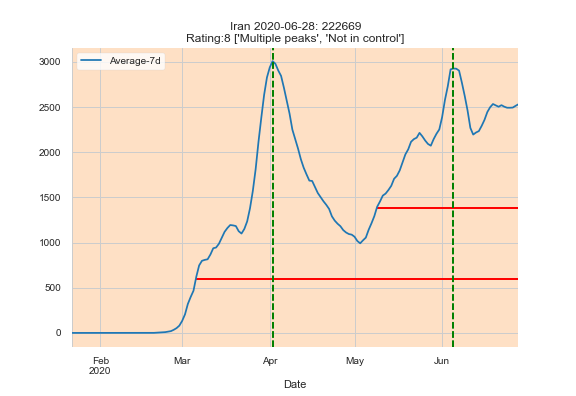 Iran 2020-06-28: 222669
Rating:8 ['Multiple peaks', 'Not in control']
Average-7d
3000
2500
2000
1500
1000
500
0
Feb
2020
Mar
Apr
May
Jun
Date